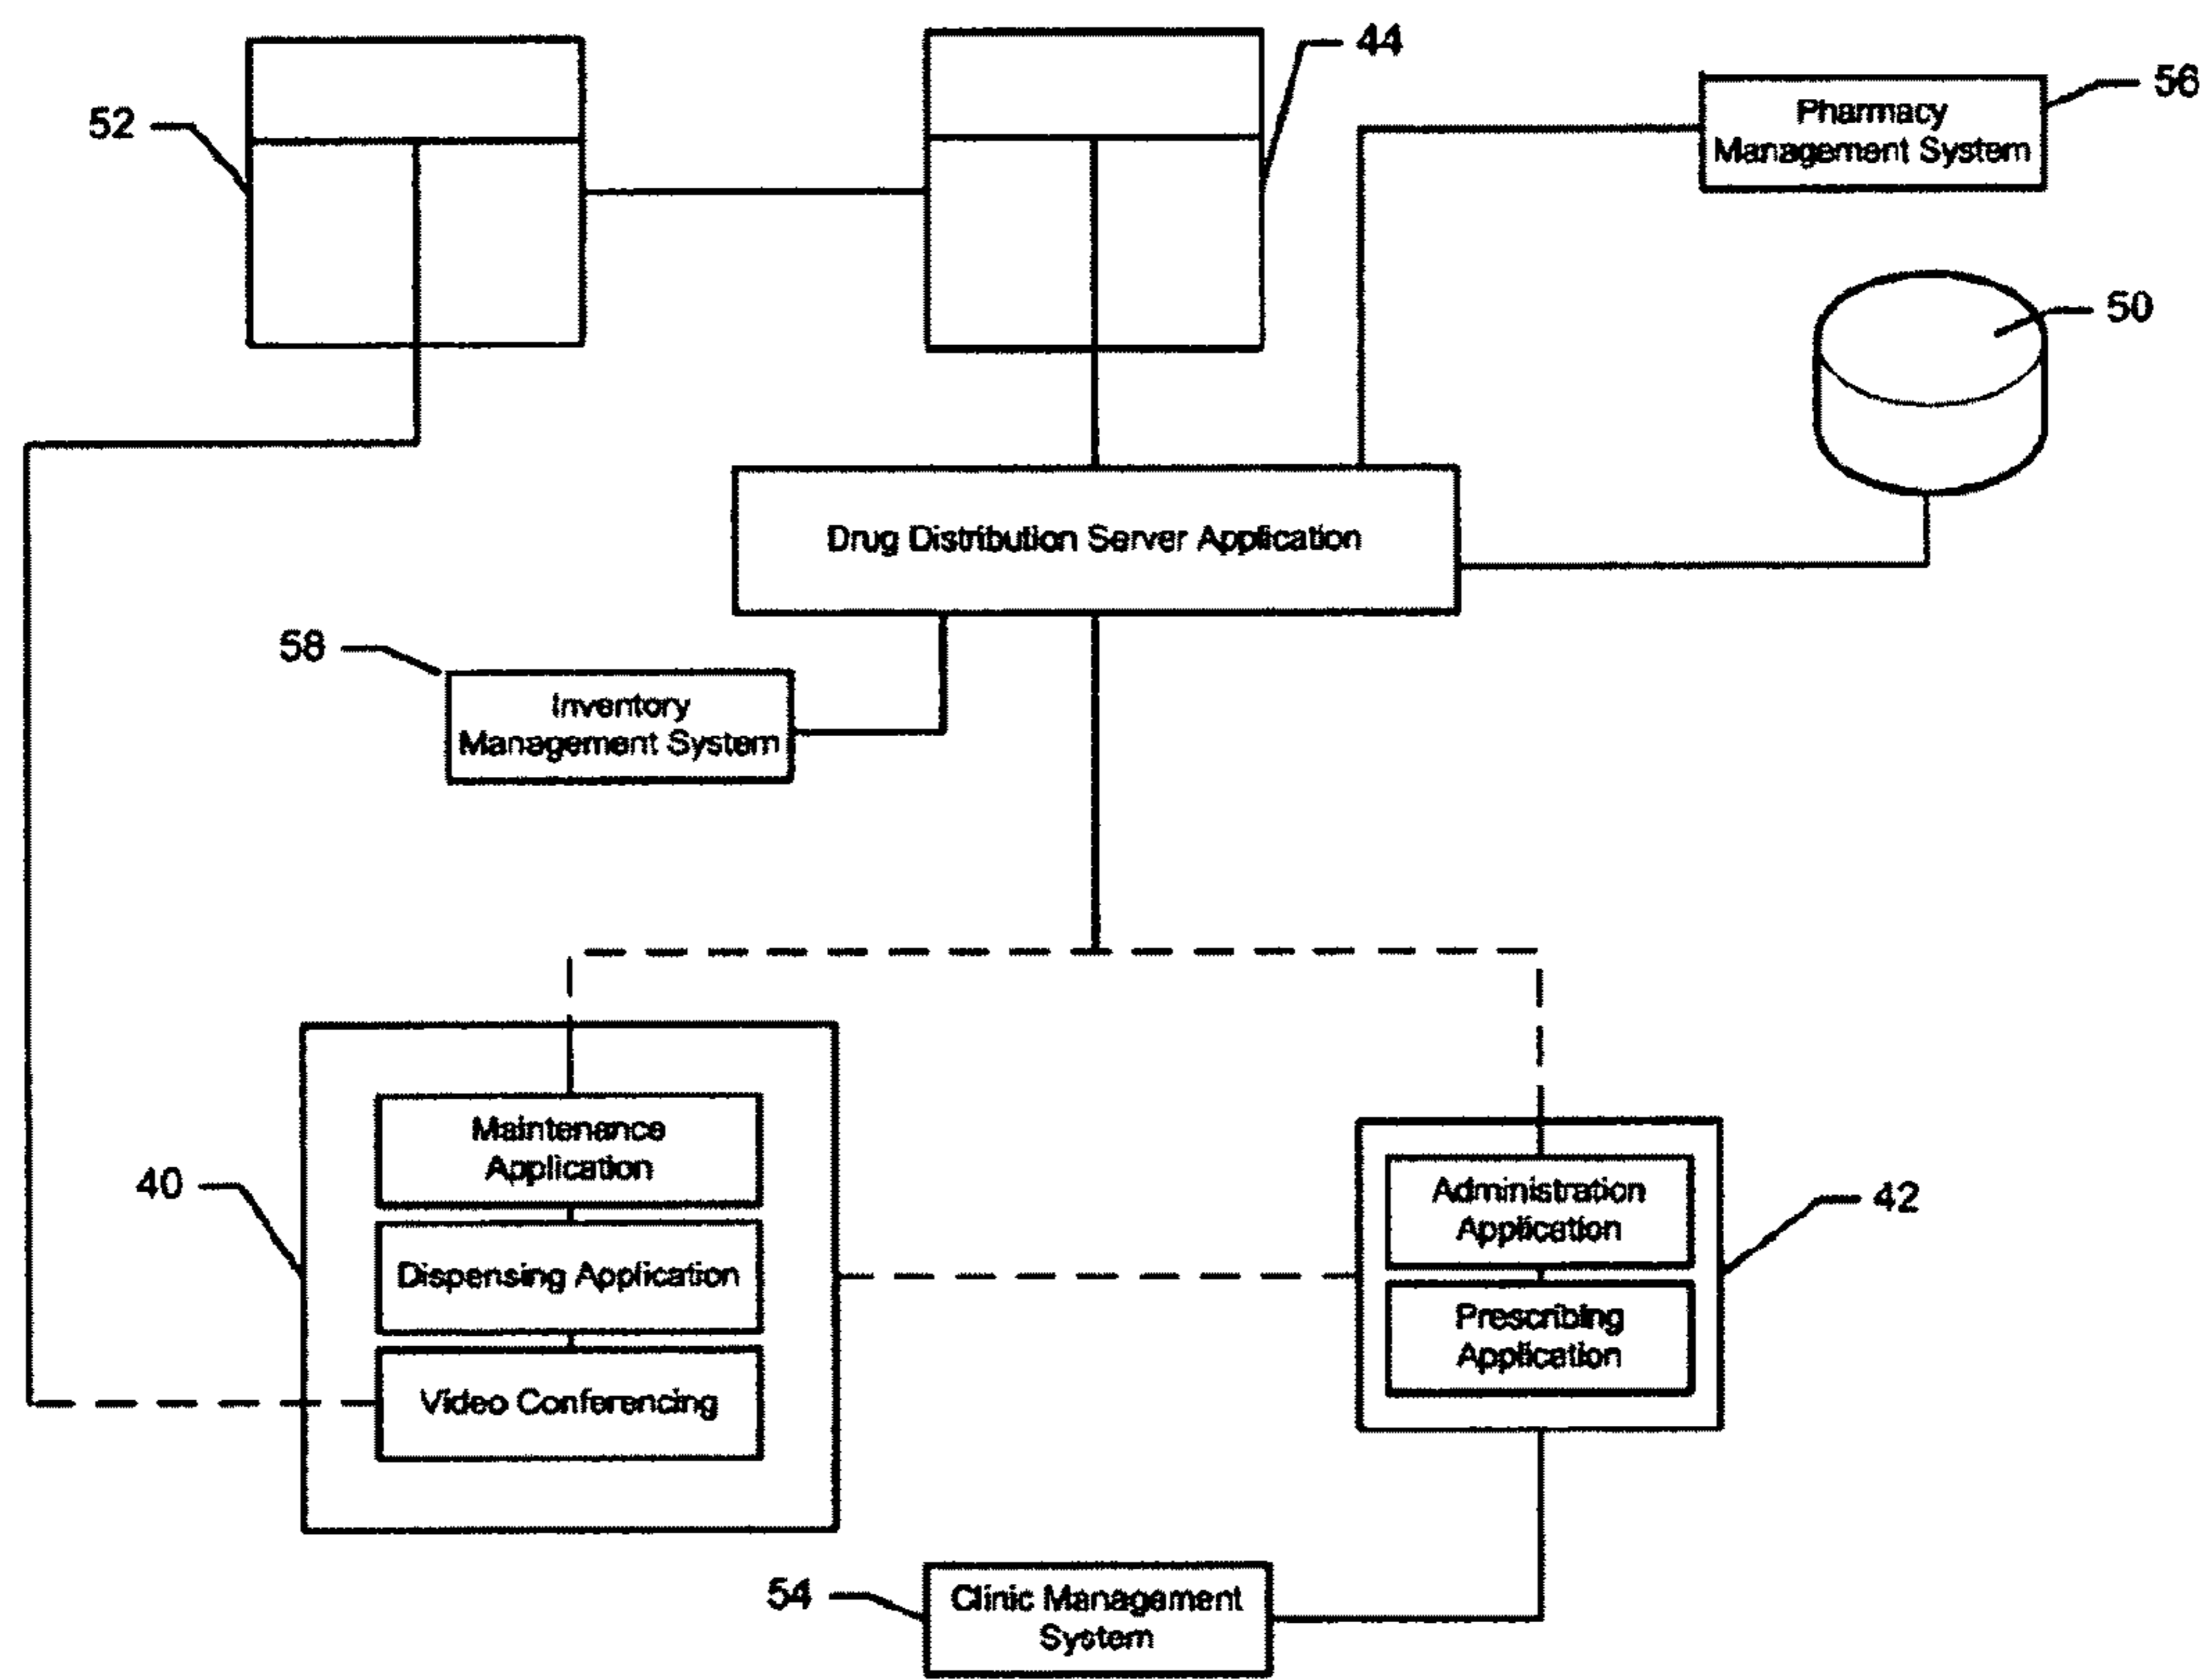 44
56
52
Pharmacy
Management System
50
Drug Distribution Server Application
58
Inventory
Management System
Maintenance
Application
40
Dispensing Application
Video Conferencing
Administration
Application
42
Prescribing
Application
54
Clinic Management
System